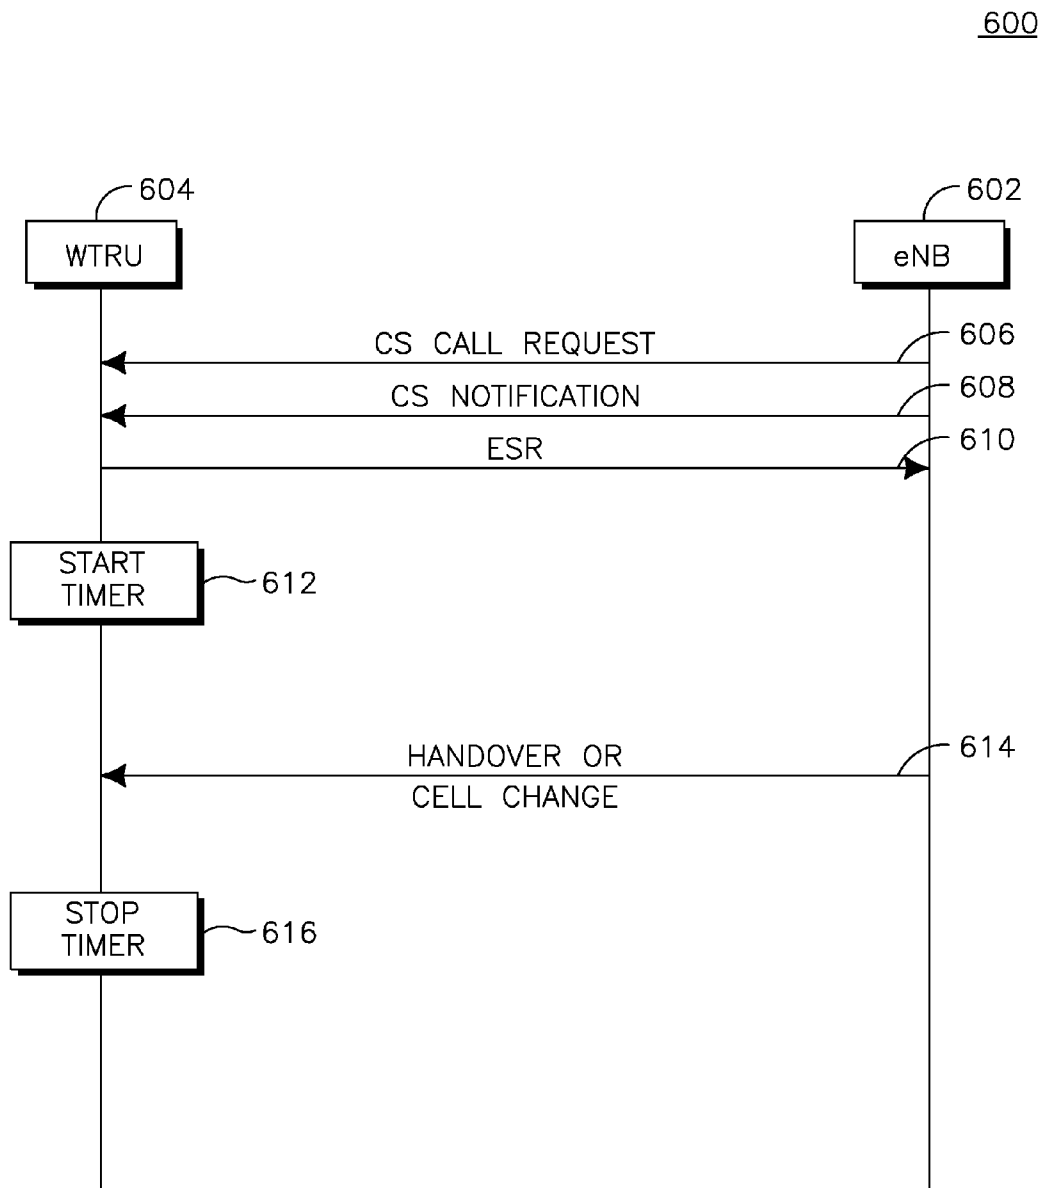 600
604
602
WTRU
eNB
CS CALL REQUEST
606
CS NOTIFICATION
608
ESR
610
START
TIMER
612
HANDOVER OR
CELL CHANGE
614
STOP
TIMER
616